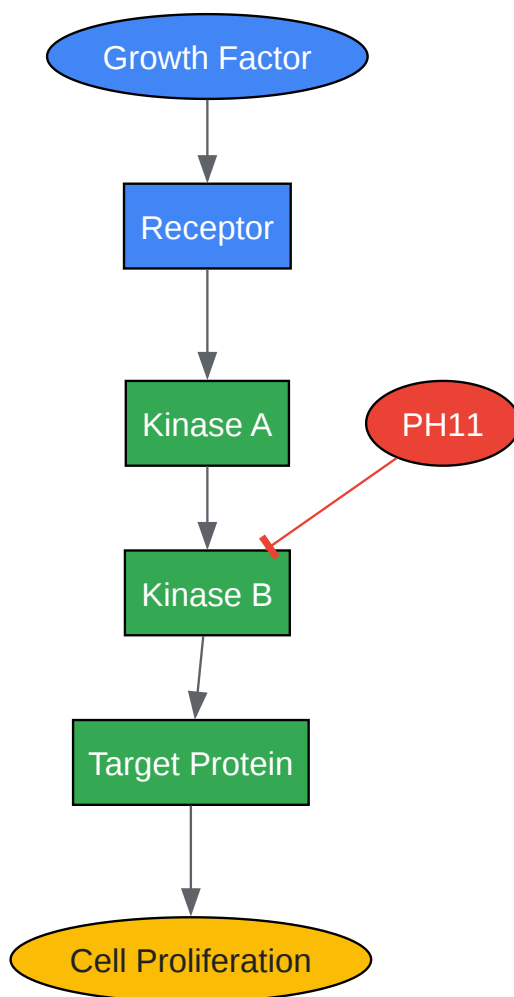 Growth Factor
Receptor
Kinase A
PH11
Kinase B
Target Protein
Cell Proliferation